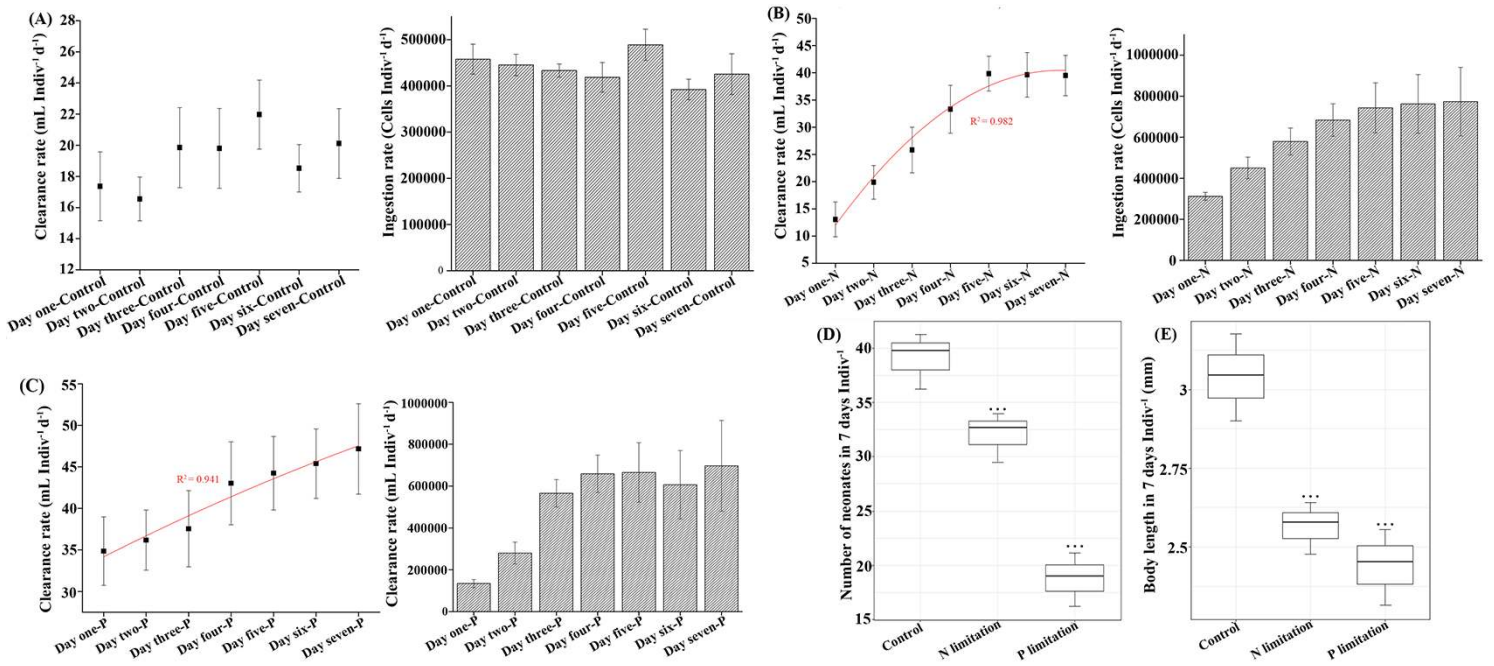 (A)
Clearance rate (mL Indiv⁻¹ d⁻¹)
28
26
24
22
20
18
16
14
12
Day one-Control
Day two-Control
Day three-Control
Day four-Control
Day five-Control
Day six-Control
Day seven-Control
Ingestion rate (Cells Indiv⁻¹ d⁻¹)
500000
400000
300000
200000
100000
0
Day one-Control
Day two-Control
Day three-Control
Day four-Control
Day five-Control
Day six-Control
Day seven-Control
(B)
Clearance rate (mL Indiv⁻¹ d⁻¹)
50
45
40
35
30
25
20
15
10
5
R² = 0.982
Day one-N
Day two-N
Day three-N
Day four-N
Day five-N
Day six-N
Day seven-N
Ingestion rate (Cells Indiv⁻¹ d⁻¹)
1000000
800000
600000
400000
200000
0
Day one-N
Day two-N
Day three-N
Day four-N
Day five-N
Day six-N
Day seven-N
(C)
Clearance rate (mL Indiv⁻¹ d⁻¹)
55
50
45
40
35
30
R² = 0.941
Day one-P
Day two-P
Day three-P
Day four-P
Day five-P
Day six-P
Day seven-P
Clearance rate (mL Indiv⁻¹ d⁻¹)
1000000
800000
600000
400000
200000
0
Day one-P
Day two-P
Day three-P
Day four-P
Day five-P
Day six-P
Day seven-P
(D)
Number of neonates in 7 days Indiv⁻¹
40
35
30
25
20
15
...
...
Control
N limitation
P limitation
(E)
Body length in 7 days Indiv⁻¹ (mm)
3
2.75
2.5
...
...
Control
N limitation
P limitation